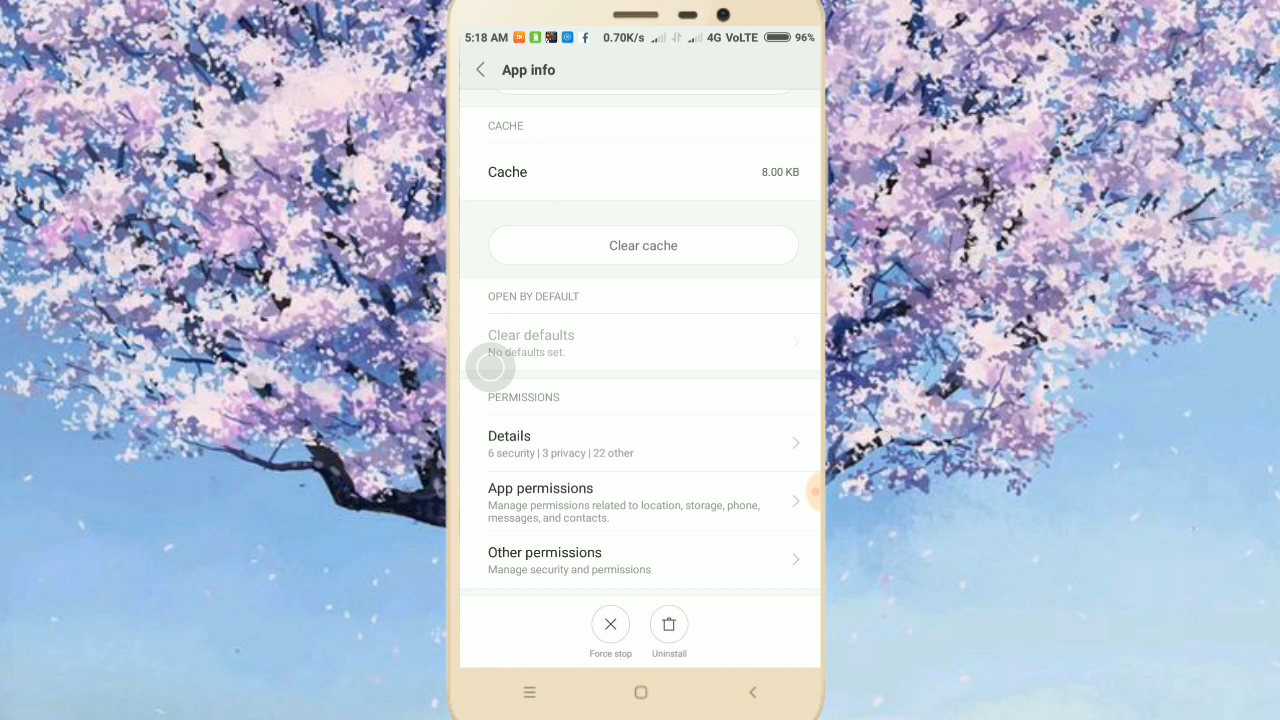 5:18 AM 0.70K/s 4G VoLTE 96%
App info
CACHE
Cache 8.00 KB
Clear cache
OPEN BY DEFAULT
Clear defaults
No defaults set.
PERMISSIONS
Details
6 security | 3 privacy | 22 other
App permissions
Manage permissions related to location, storage, phone,
messages, and contacts.
Other permissions
Manage security and permissions
Force stop Uninstall